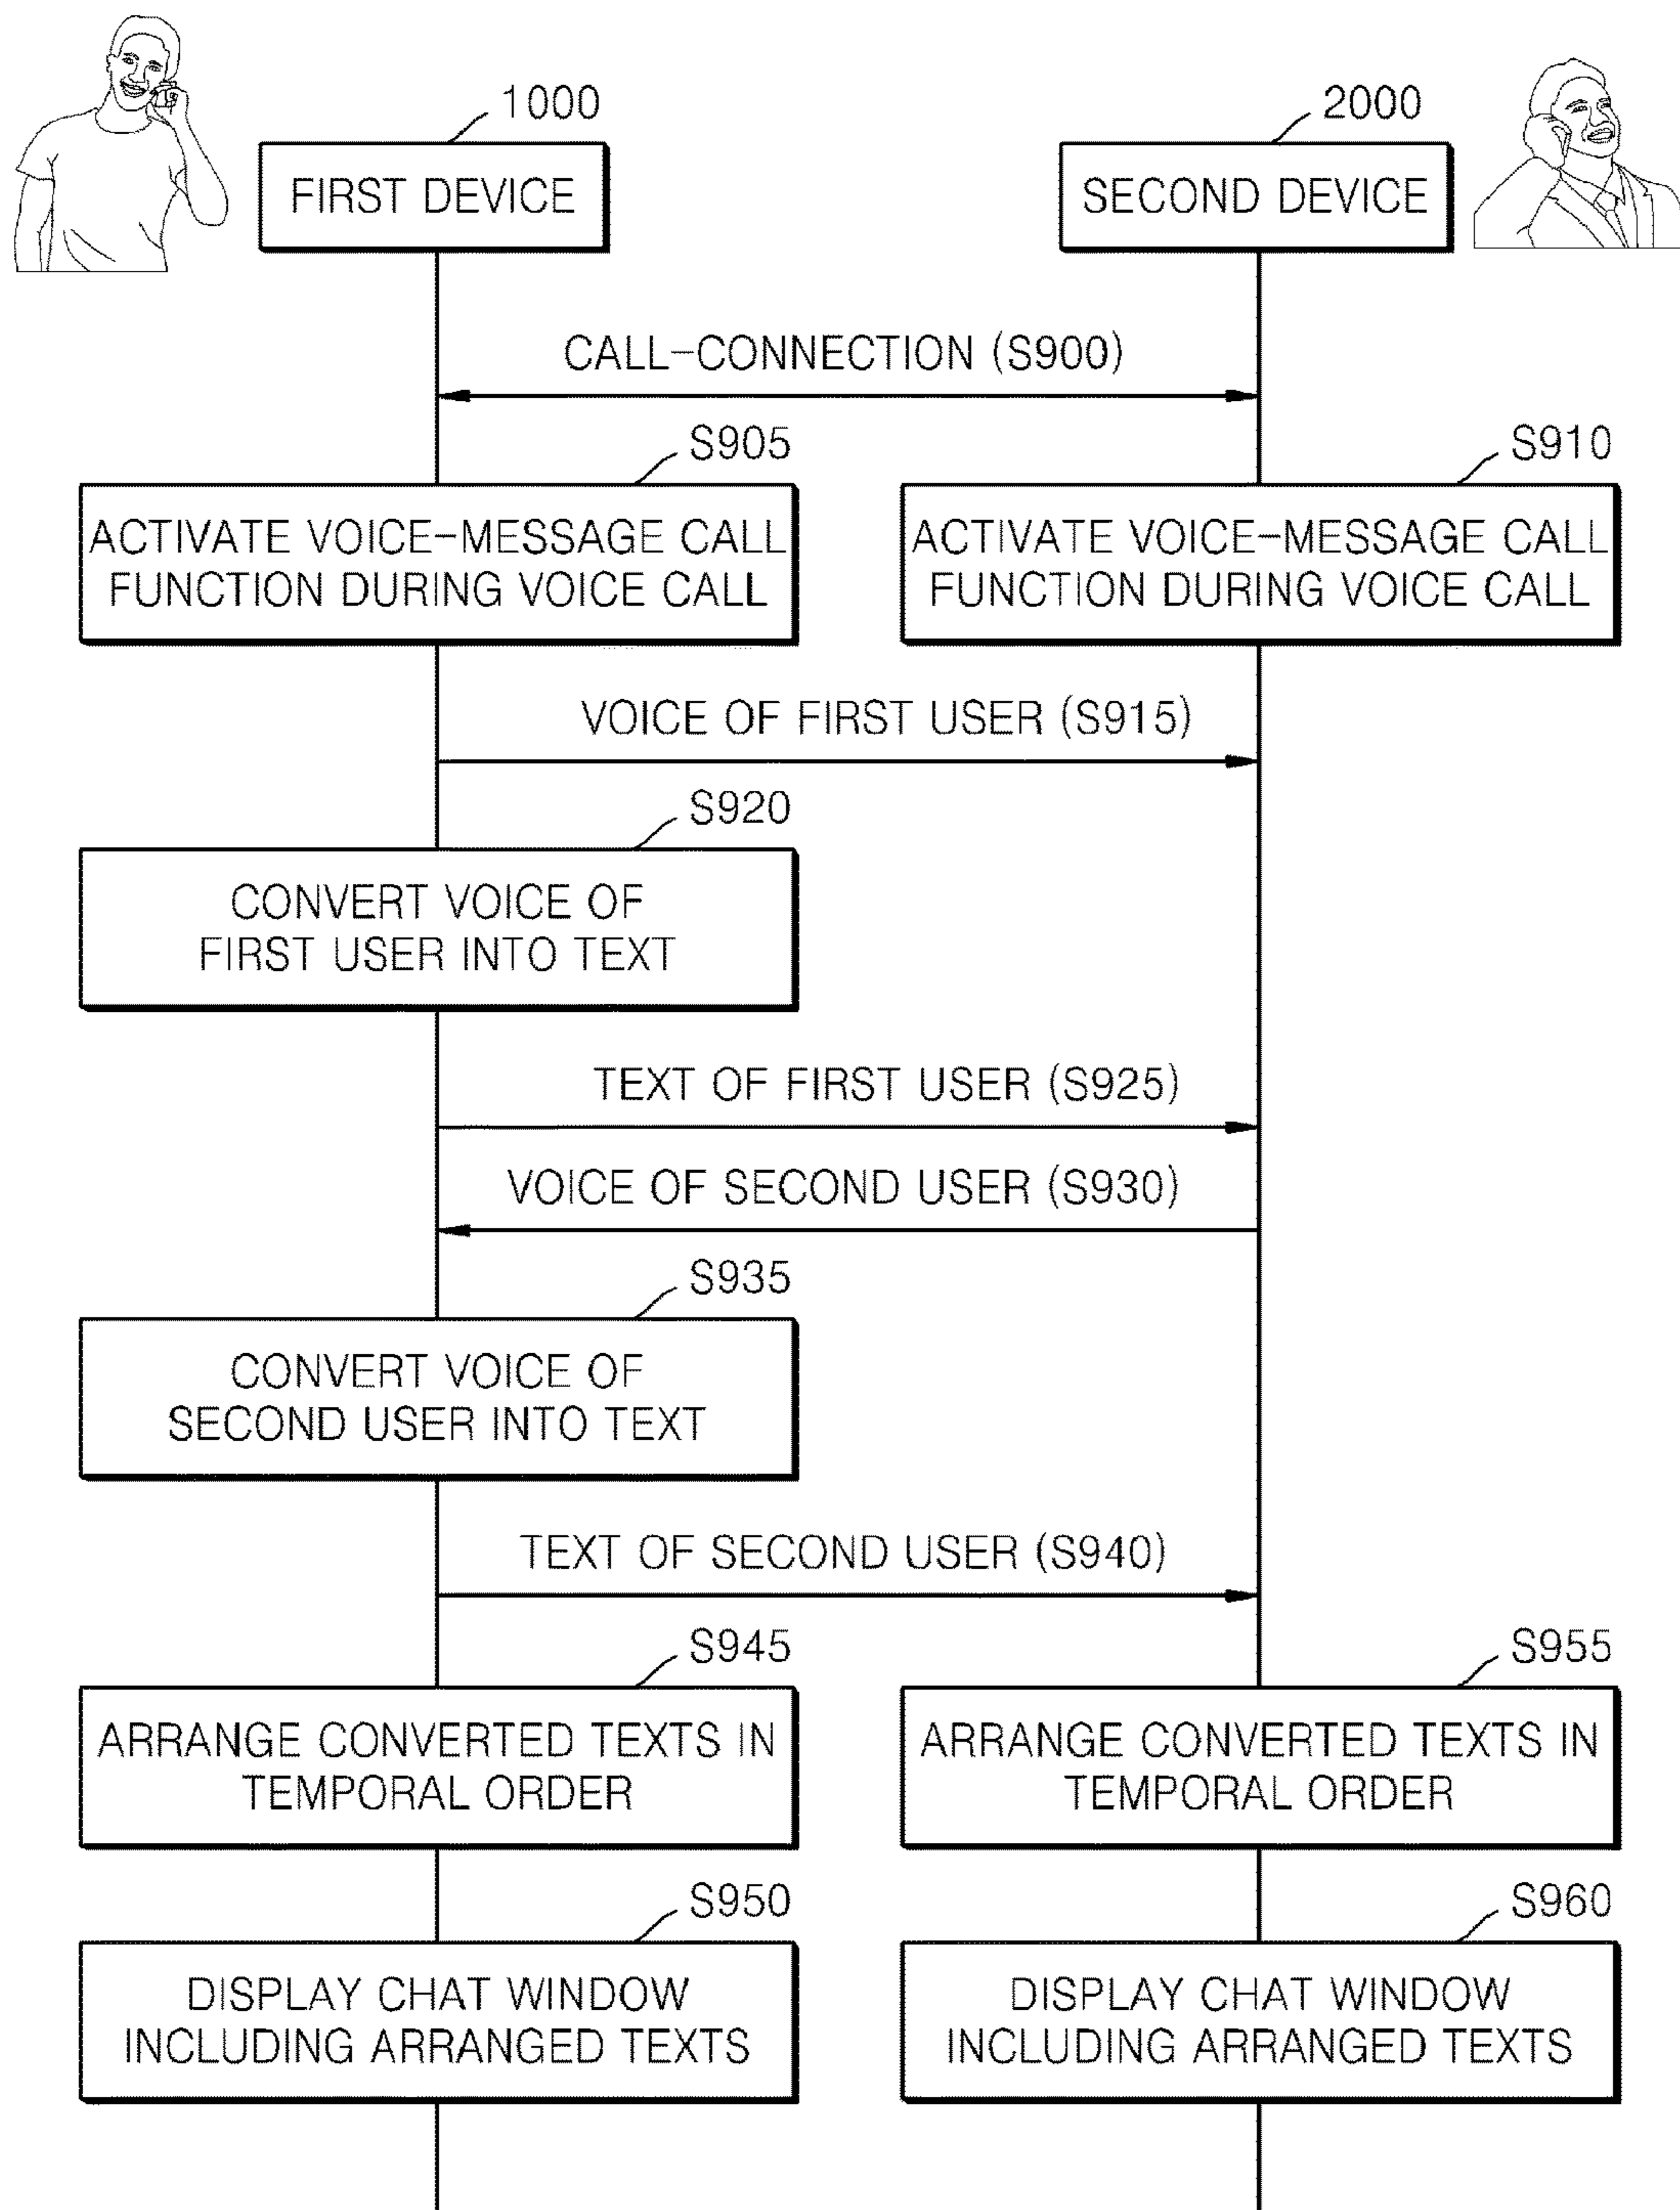 1000
2000
FIRST DEVICE
SECOND DEVICE
CALL-CONNECTION (S900)
S905
S910
ACTIVATE VOICE-MESSAGE CALL
FUNCTION DURING VOICE CALL
ACTIVATE VOICE-MESSAGE CALL
FUNCTION DURING VOICE CALL
VOICE OF FIRST USER (S915)
S920
CONVERT VOICE OF
FIRST USER INTO TEXT
TEXT OF FIRST USER (S925)
VOICE OF SECOND USER (S930)
S935
CONVERT VOICE OF
SECOND USER INTO TEXT
TEXT OF SECOND USER (S940)
S945
S955
ARRANGE CONVERTED TEXTS IN
TEMPORAL ORDER
ARRANGE CONVERTED TEXTS IN
TEMPORAL ORDER
S950
S960
DISPLAY CHAT WINDOW
INCLUDING ARRANGED TEXTS
DISPLAY CHAT WINDOW
INCLUDING ARRANGED TEXTS